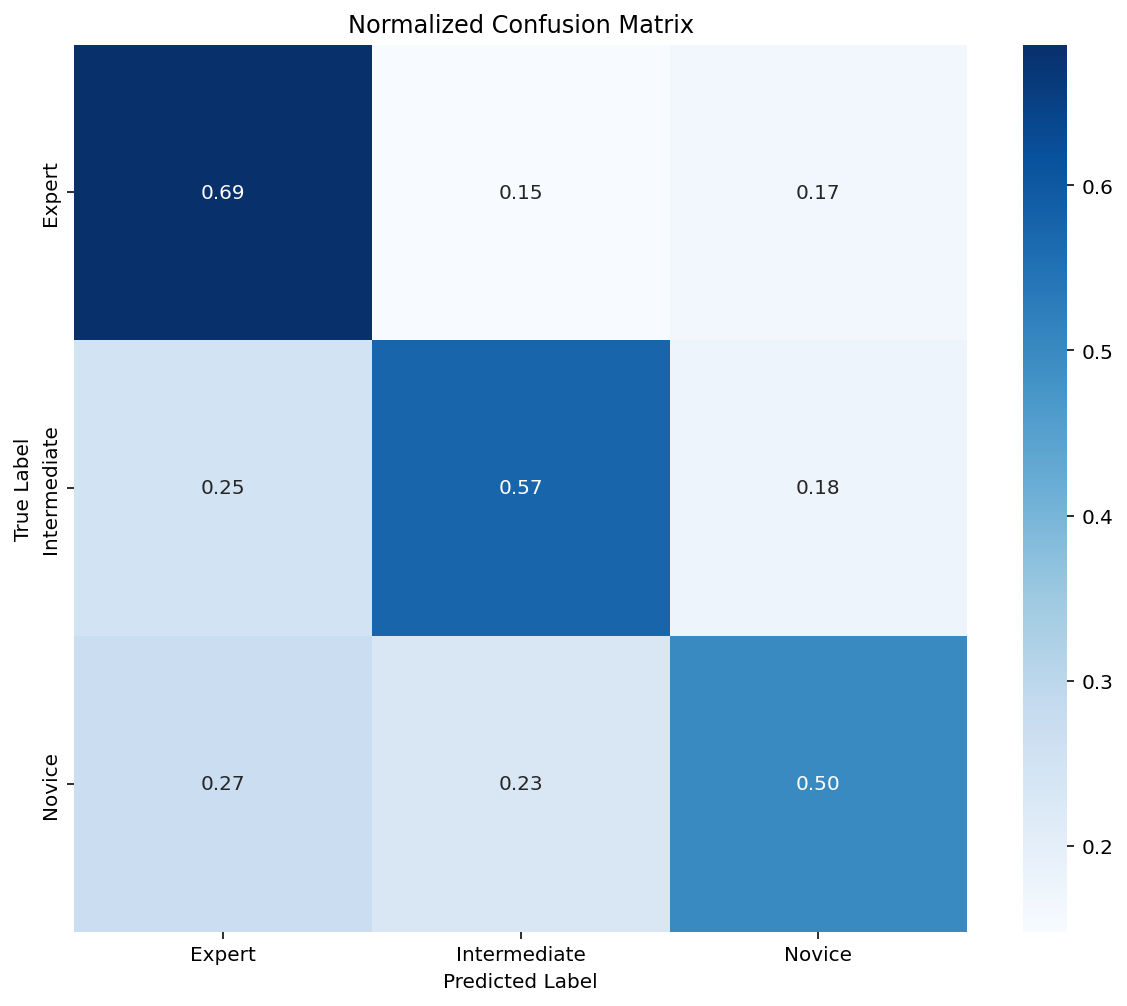 Normalized Confusion Matrix
True Label
Expert
0.69
0.15
0.17
Intermediate
0.25
0.57
0.18
Novice
0.27
0.23
0.50
Expert
Intermediate
Novice
Predicted Label
0.6
0.5
0.4
0.3
0.2